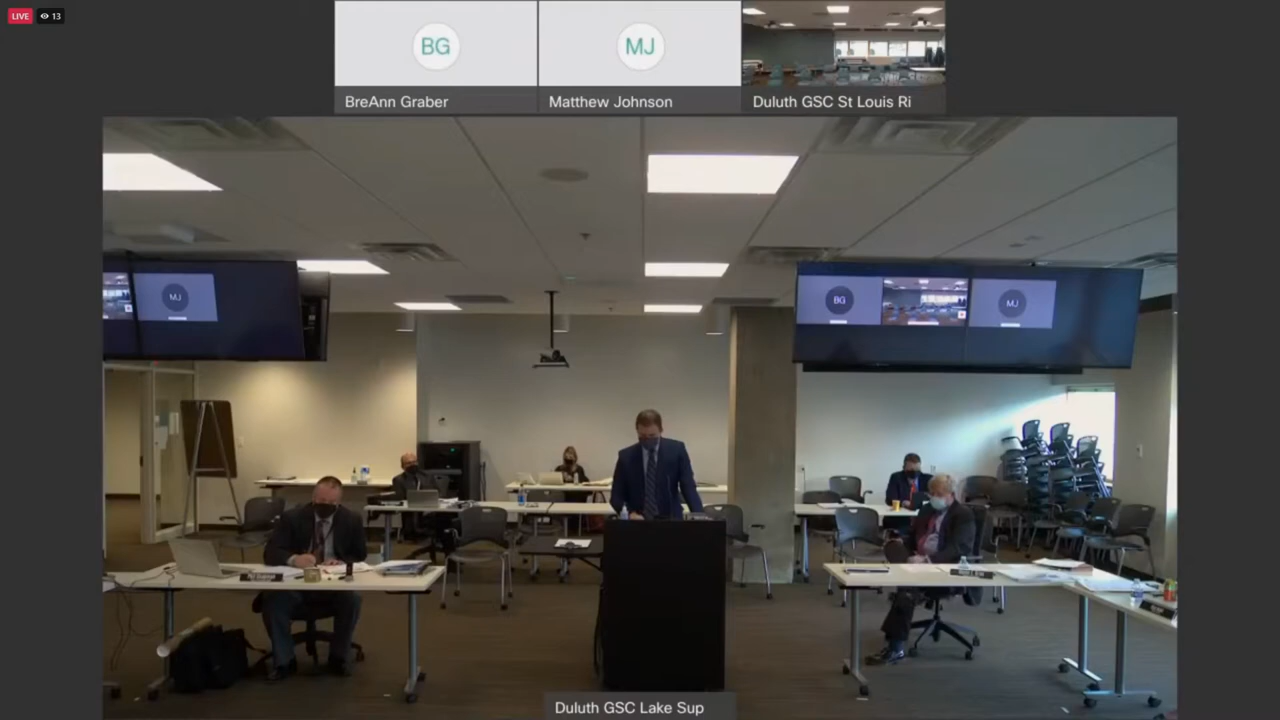 LIVE
13
BG
MJ
BreAnn Graber
Matthew Johnson
Duluth GSC St Louis Ri
MJ
BG
MJ
Duluth GSC Lake Sup